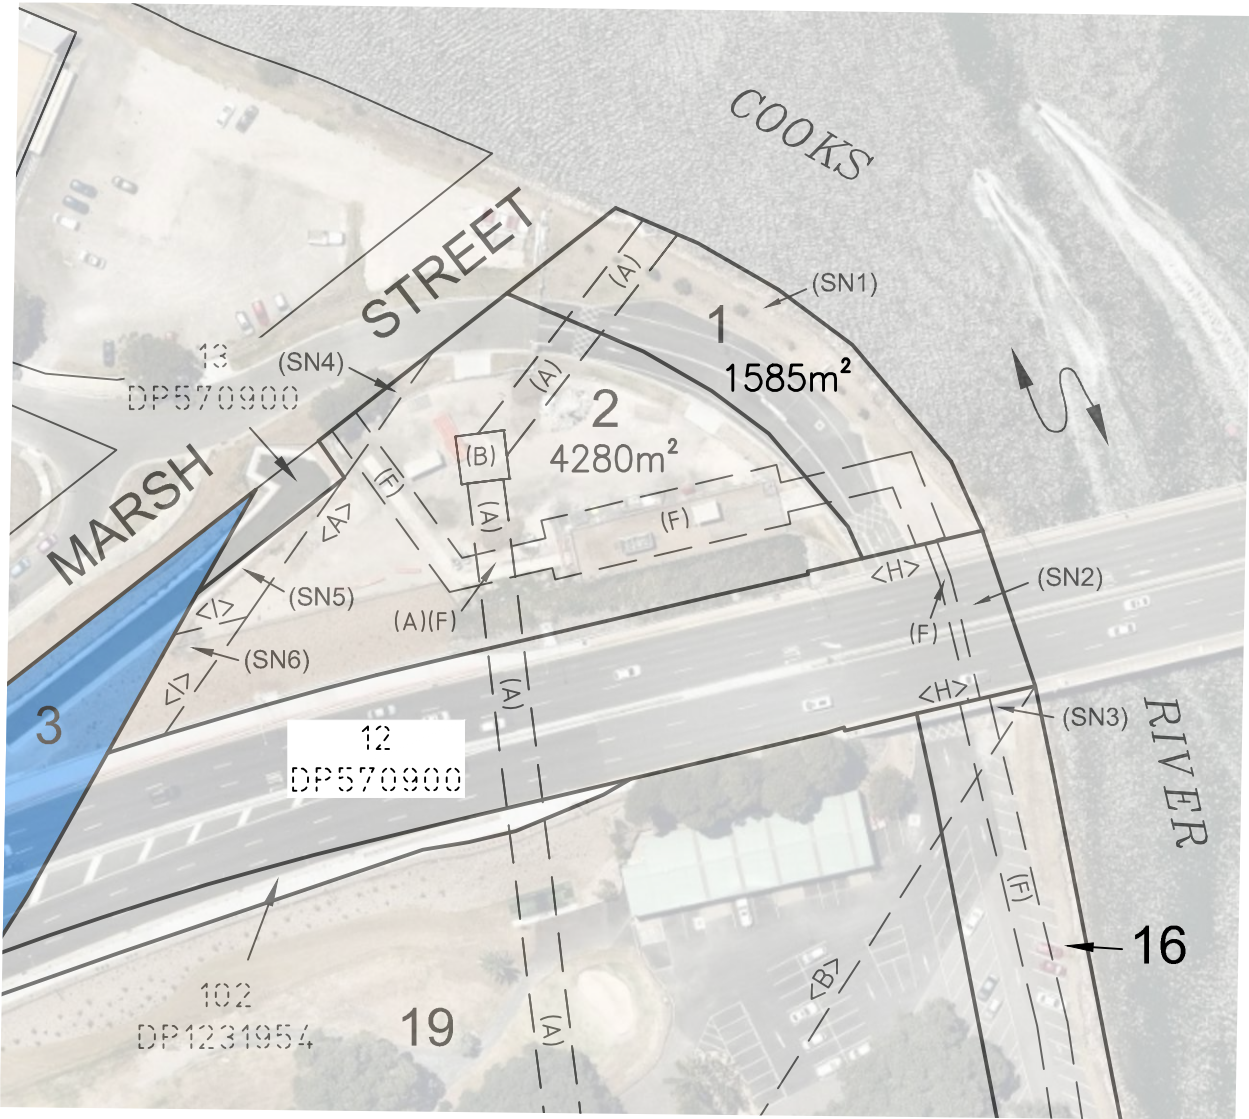 COOKS
STREET
(A)
(SN1)
1
1585m²
13
DP570900
(SN4)
(A)
2
4280m²
MARSH
(B)
(F)
(A)
<A>
(F)
<H>
(SN2)
(SN5)
<I>
(A)(F)
(F)
(SN6)
<I>
(A)
<H>
(SN3)
RIVER
3
12
DP570900
(F)
16
<B>
102
DP1231954
19
(A)